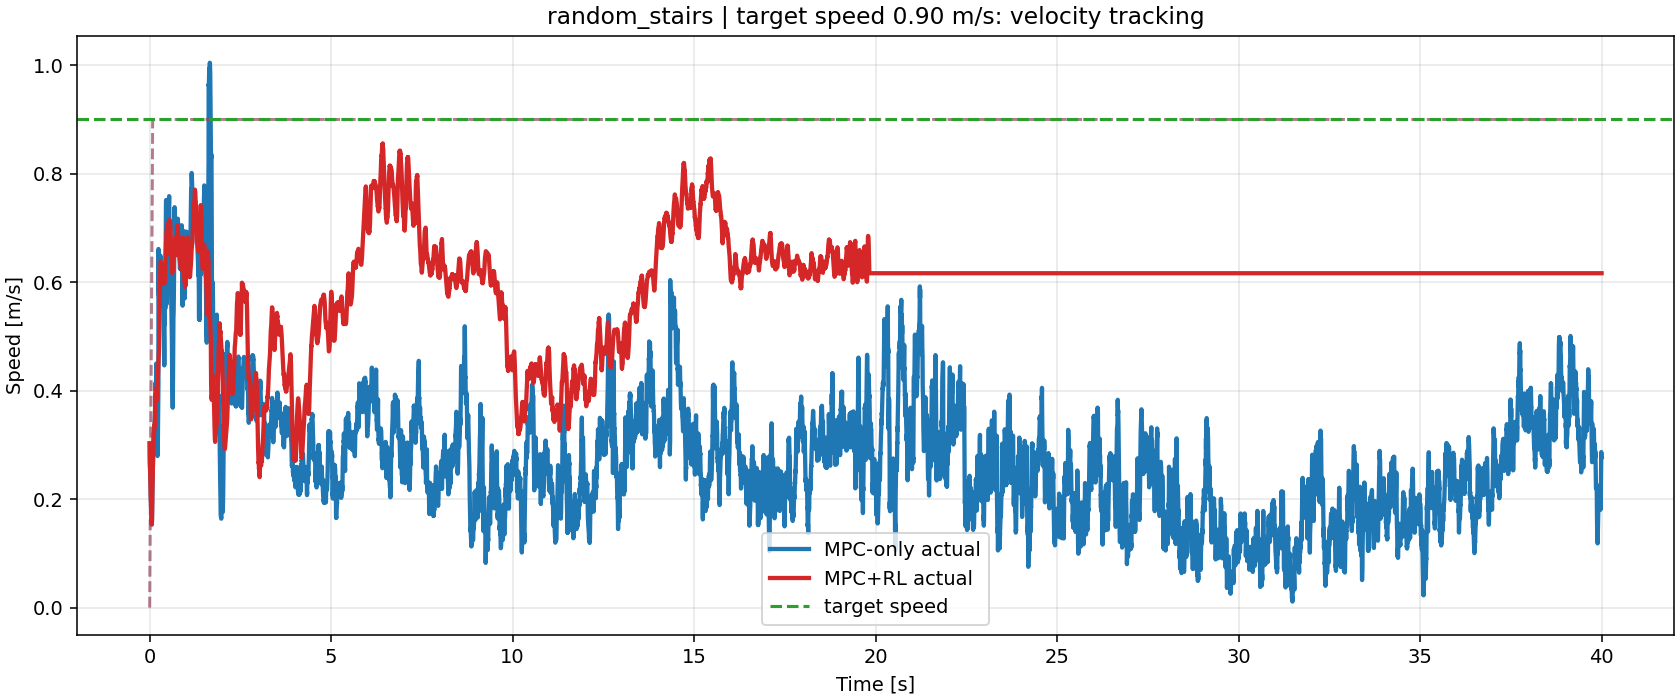 random_stairs | target speed 0.90 m/s: velocity tracking
Speed [m/s]
1.0
0.8
0.6
0.4
0.2
0.0
MPC-only actual
MPC+RL actual
target speed
0 5 10 15 20 25 30 35 40
Time [s]